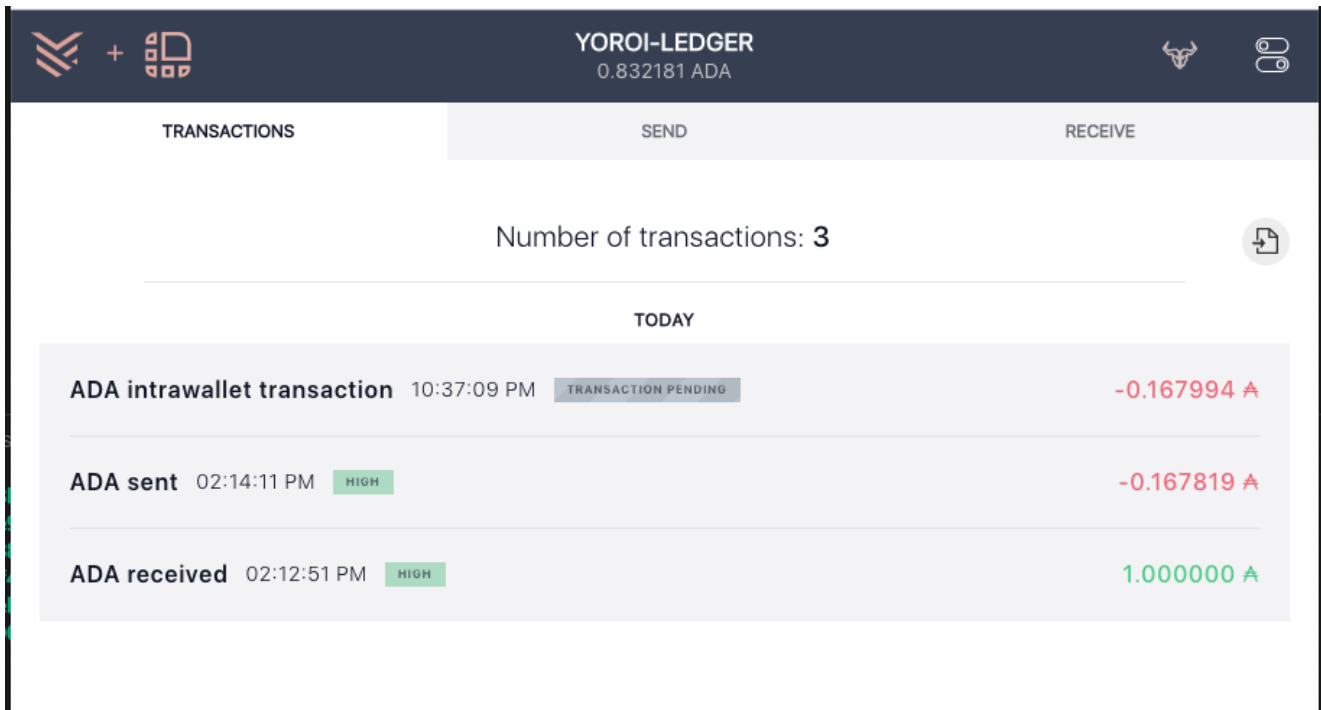 YOROI-LEDGER
0.832181 ADA
TRANSACTIONS SEND RECEIVE
Number of transactions: 3
TODAY
ADA intrawallet transaction 10:37:09 PM TRANSACTION PENDING -0.167994 ₳
ADA sent 02:14:11 PM HIGH -0.167819 ₳
ADA received 02:12:51 PM HIGH 1.000000 ₳